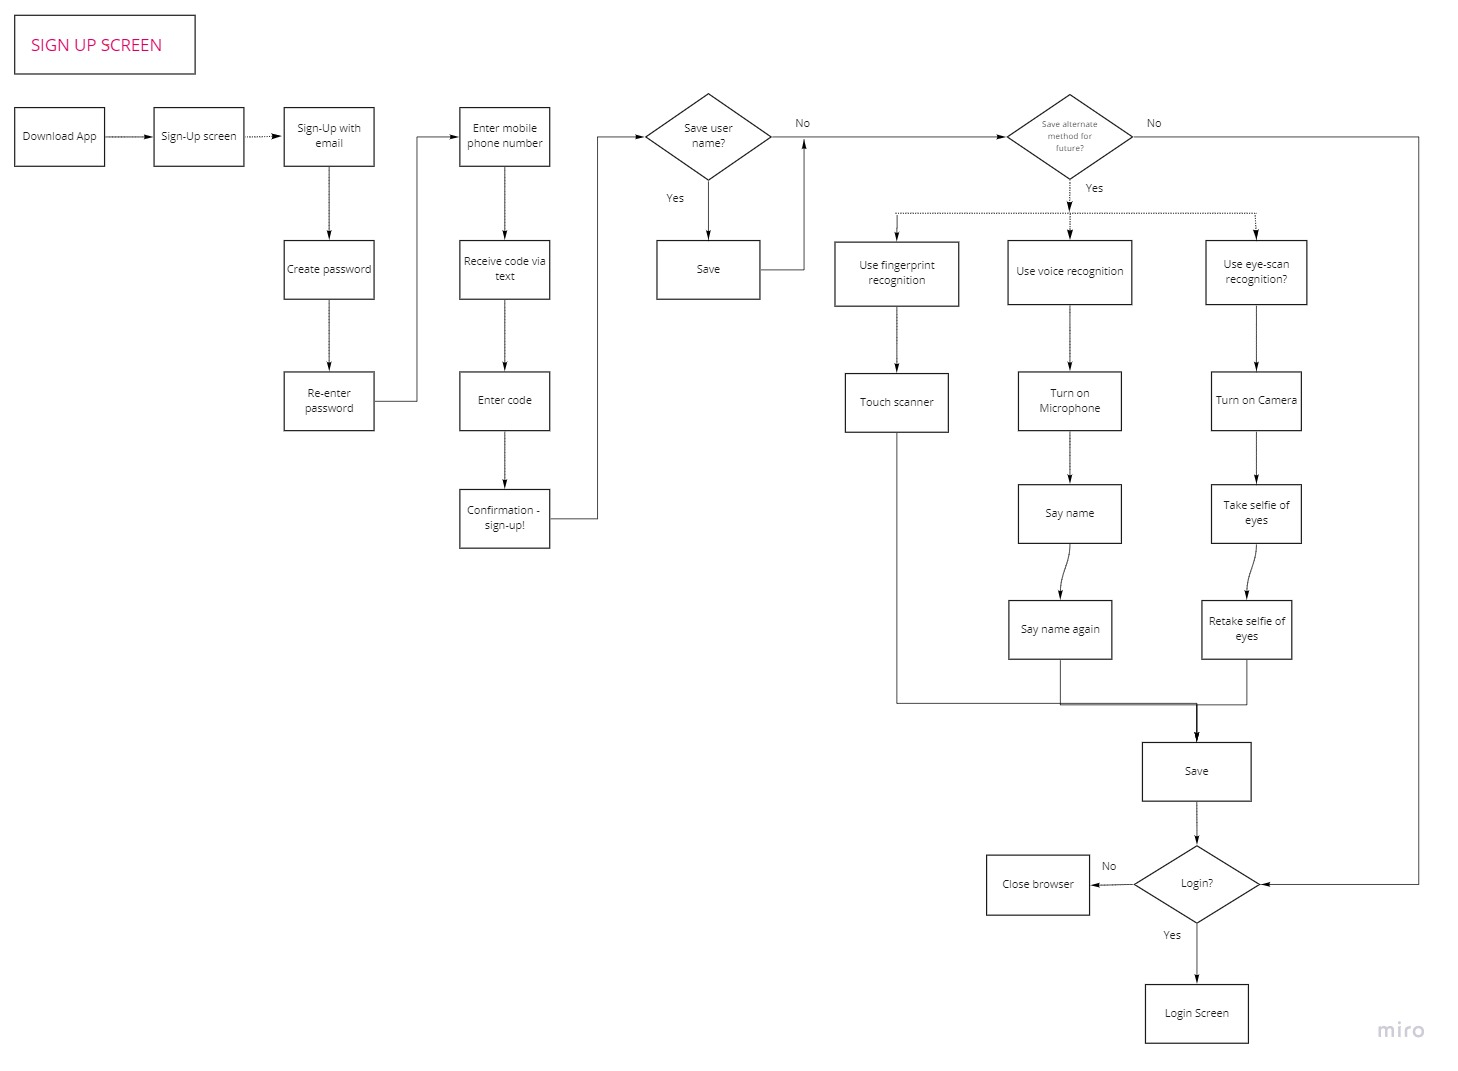 SIGN UP SCREEN
Download App
Sign-Up screen
Sign-Up with
email
Create password
Re-enter
password
Enter mobile
phone number
Receive code via
text
Enter code
Confirmation -
sign-up!
Save user
name?
No
Yes
Save
Save alternate
method for
future?
No
Yes
Use fingerprint
recognition
Touch scanner
Use voice recognition
Turn on
Microphone
Say name
Say name again
Use eye-scan
recognition?
Turn on Camera
Take selfie of
eyes
Retake selfie of
eyes
Save
Login?
No
Close browser
Yes
Login Screen
miro